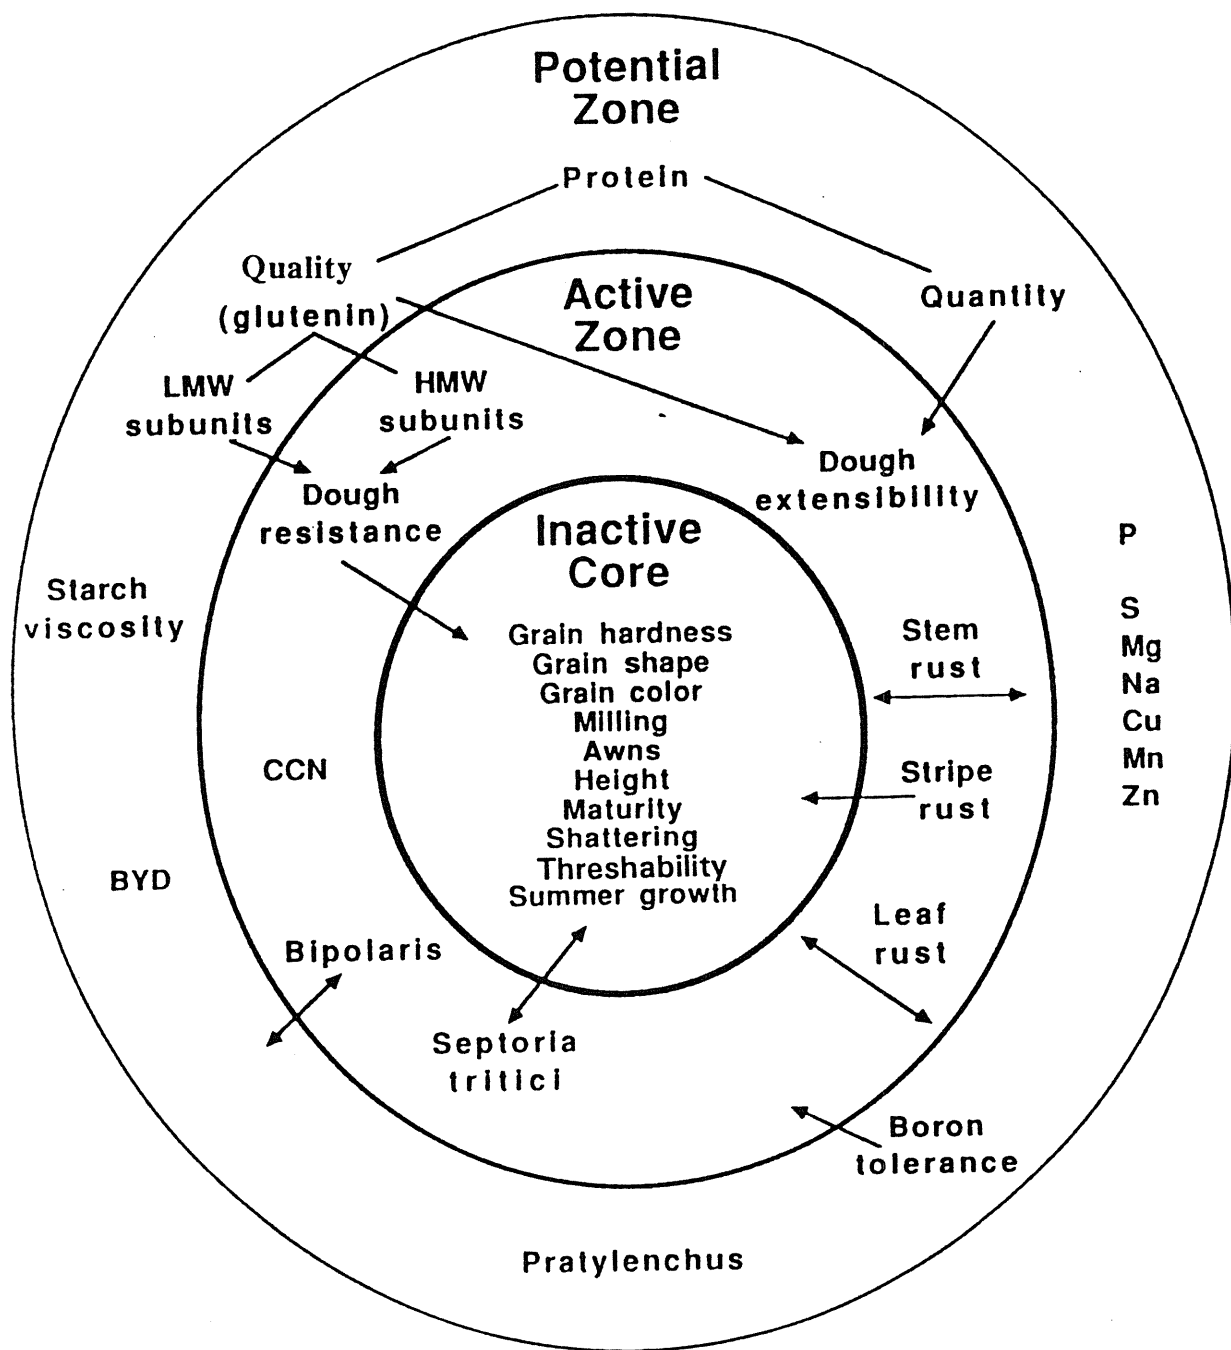 Potential
Zone
Protein
Quality
(glutenin)
Quantity
Active
Zone
LMW
subunits
HMW
subunits
Dough
resistance
Dough
extensibility
Inactive
Core
Grain hardness
Grain shape
Grain color
Milling
Awns
Height
Maturity
Shattering
Threshability
Summer growth
Starch
viscosity
CCN
BYD
Stem
rust
Stripe
rust
Leaf
rust
P
S
Mg
Na
Cu
Mn
Zn
Bipolaris
Septoria
tritici
Boron
tolerance
Pratylenchus